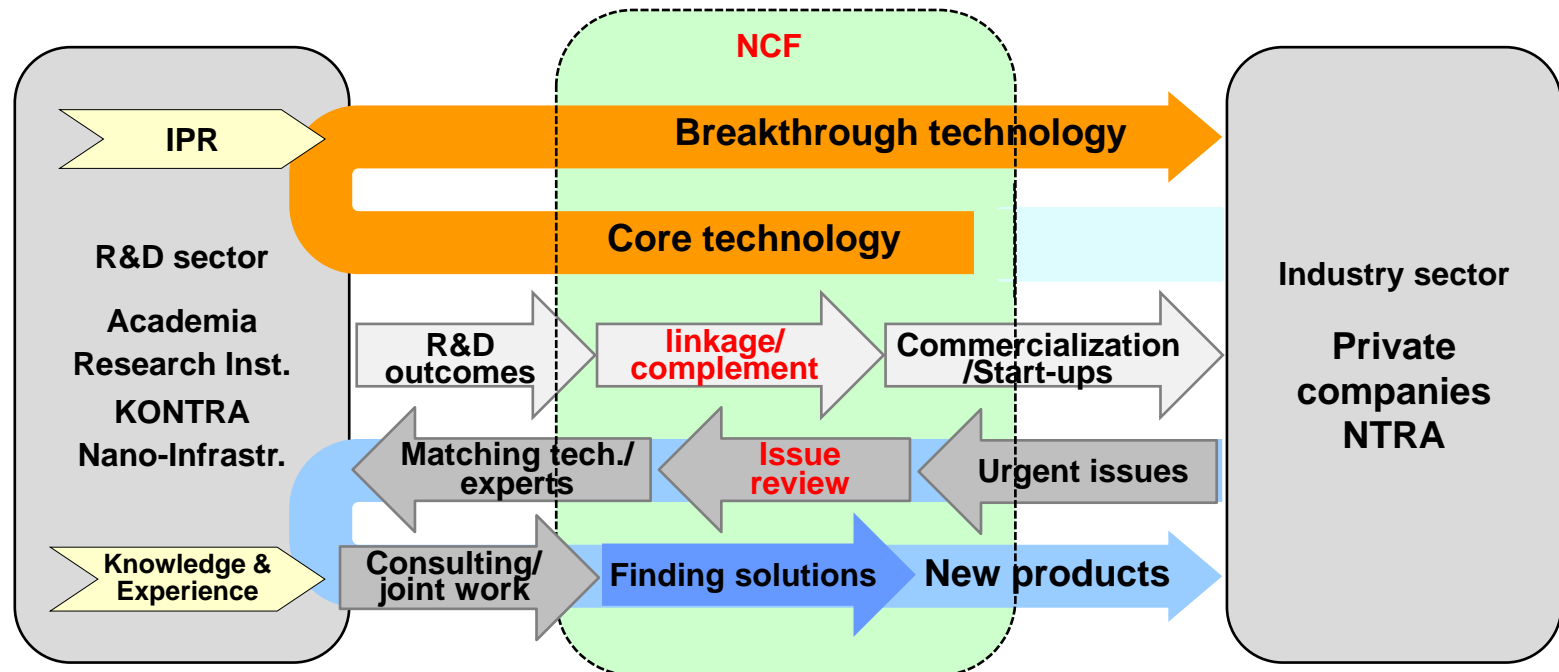 NCF
IPR
Breakthrough technology
Core technology
R&D sector
Academia
Research Inst.
KONTRA
Nano-Infrastr.
R&D
outcomes
linkage/
complement
Commercialization
/Start-ups
Matching tech./
experts
Issue
review
Urgent issues
Knowledge &
Experience
Consulting/
joint work
Finding solutions
New products
Industry sector
Private
companies
NTRA